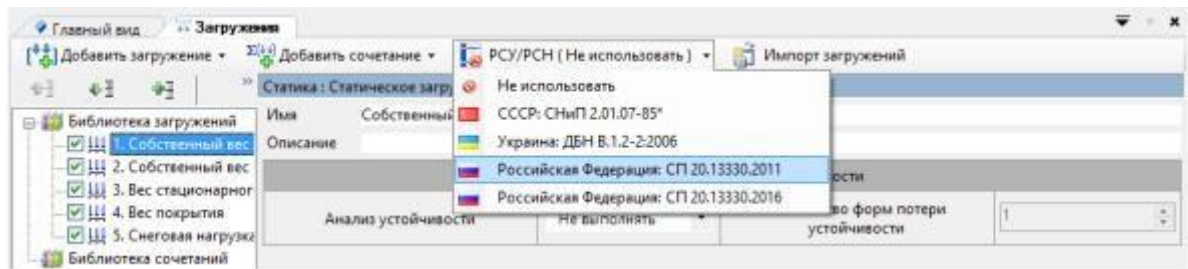 Главный вид Загружения
Добавить загружение Добавить сочетание РСУ/РСН ( Не использовать ) Импорт загружений
Статика : Статическое загру
Не использовать
СССР: СНиП 2.01.07-85*
Украина: ДБН В.1.2-2:2006
Российская Федерация: СП 20.13330.2011
Российская Федерация: СП 20.13330.2016
Библиотека загружений
1. Собственный вес
2. Собственный вес
3. Вес стационарног
4. Вес покрытия
5. Снеговая нагрузка
Библиотека сочетаний
Имя Собственный
Описание
ости
Анализ устойчивости Не выполнять во форм потери
устойчивости
1